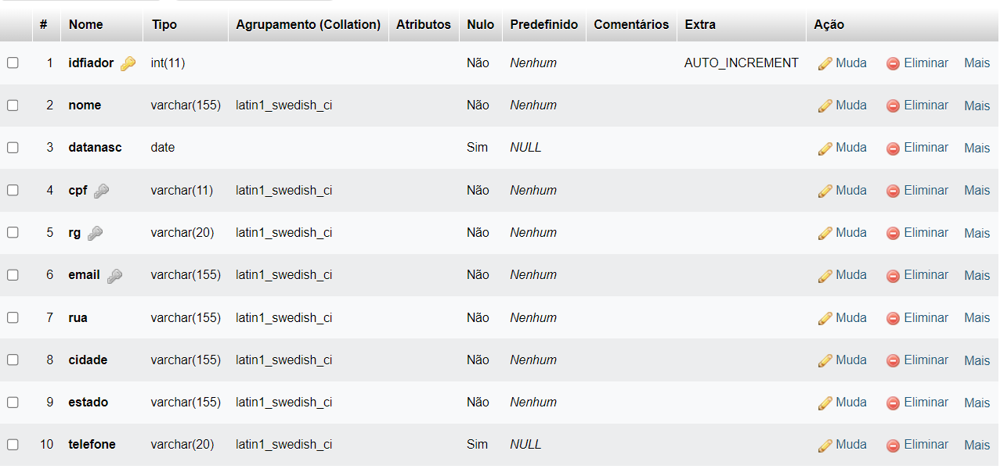 # Nome Tipo Agrupamento (Collation) Atributos Nulo Predefinido Comentários Extra Ação
1 idfiador int(11) Não Nenhum AUTO_INCREMENT Muda Eliminar Mais
2 nome varchar(155) latin1_swedish_ci Não Nenhum Muda Eliminar Mais
3 datanasc date Sim NULL Muda Eliminar Mais
4 cpf varchar(11) latin1_swedish_ci Não Nenhum Muda Eliminar Mais
5 rg varchar(20) latin1_swedish_ci Não Nenhum Muda Eliminar Mais
6 email varchar(155) latin1_swedish_ci Não Nenhum Muda Eliminar Mais
7 rua varchar(155) latin1_swedish_ci Não Nenhum Muda Eliminar Mais
8 cidade varchar(155) latin1_swedish_ci Não Nenhum Muda Eliminar Mais
9 estado varchar(155) latin1_swedish_ci Não Nenhum Muda Eliminar Mais
10 telefone varchar(20) latin1_swedish_ci Sim NULL Muda Eliminar Mais